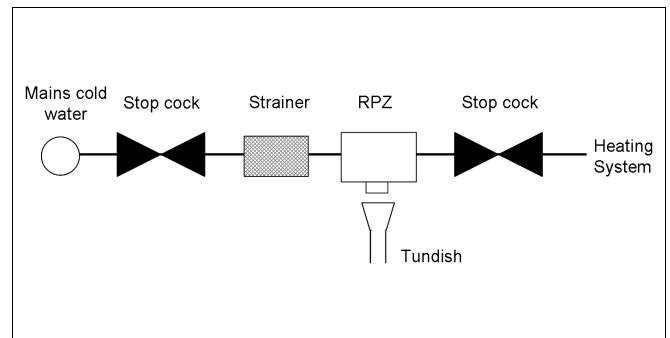 Mains cold
water
Stop cock
Strainer
RPZ
Stop cock
Heating
System
Tundish